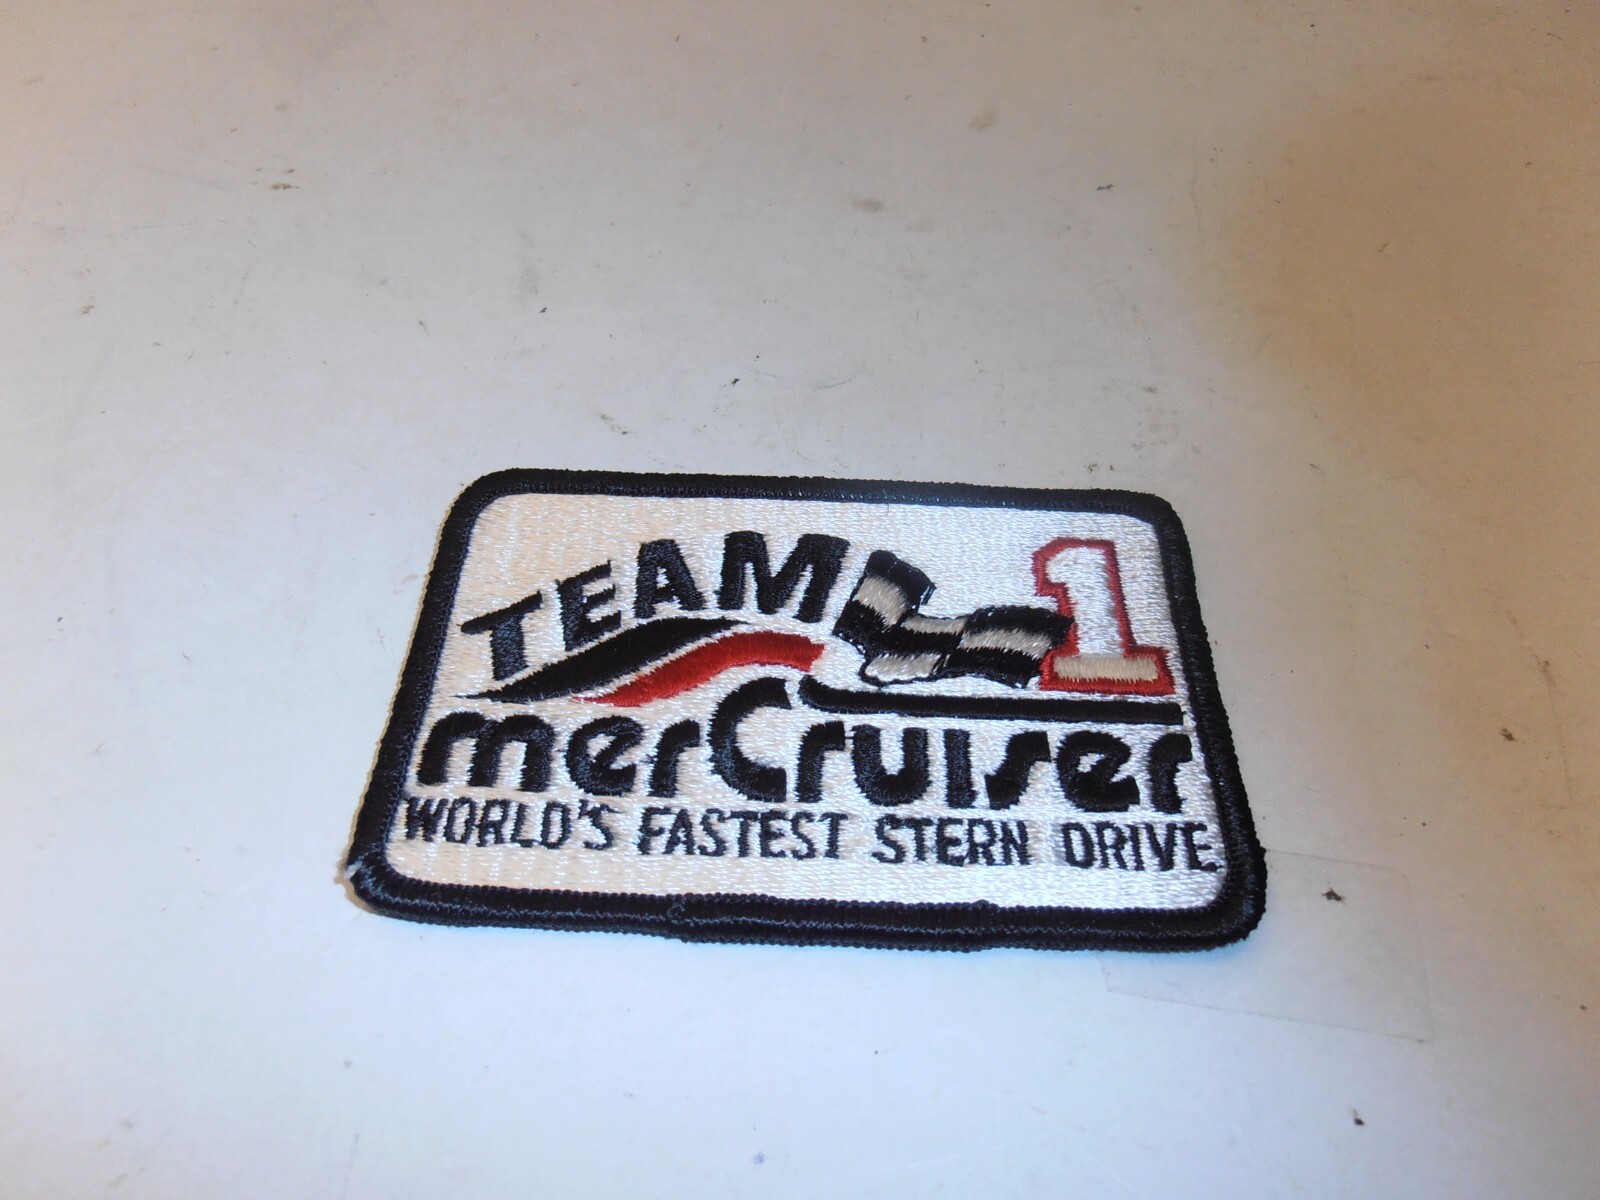 TEAM 1
merCruiser
WORLD'S FASTEST STERN DRIVE